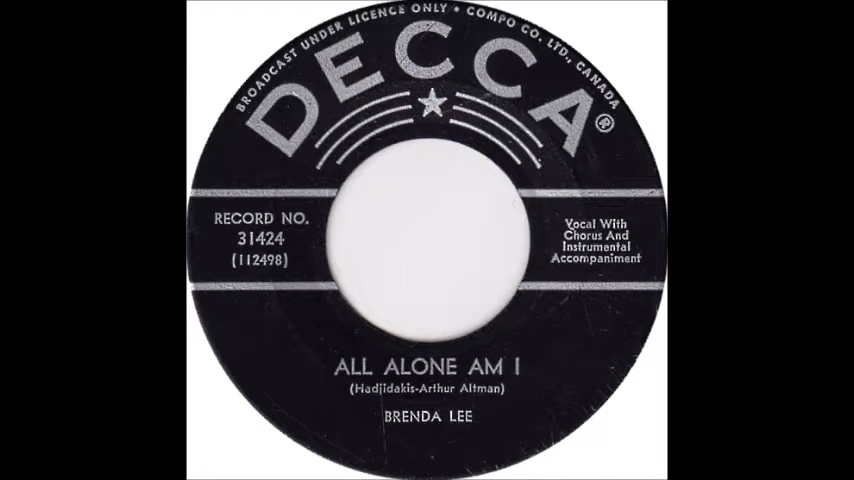 BROADCAST UNDER LICENCE ONLY • COMPO CO. LTD., CANADA
DECCA®
RECORD NO.
31424
(112498)
Vocal With
Chorus And
Instrumental
Accompaniment
ALL ALONE AM I
(Hadjidakis-Arthur Altman)
BRENDA LEE